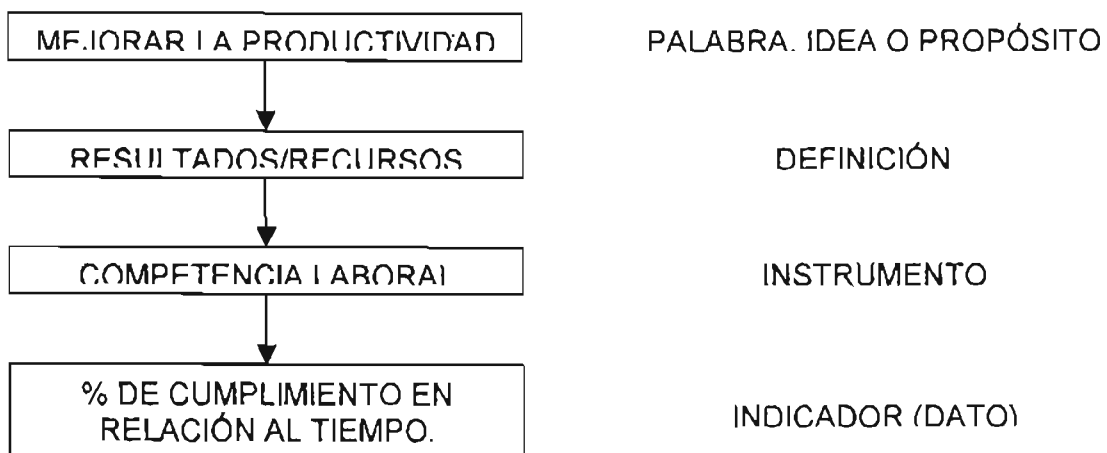 MEJORAR LA PRODUCTIVIDAD
PALABRA. IDEA O PROPÓSITO
RESULTADOS/RECURSOS
DEFINICIÓN
COMPETENCIA LABORAL
INSTRUMENTO
% DE CUMPLIMIENTO EN
RELACIÓN AL TIEMPO.
INDICADOR (DATO)